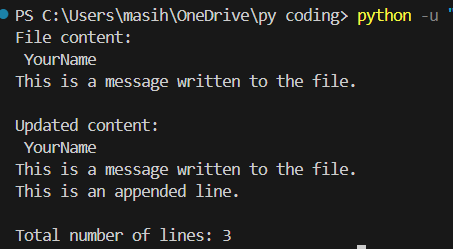 PS C:\Users\masih\OneDrive\py coding> python -u "
File content:
 YourName
This is a message written to the file.

Updated content:
 YourName
This is a message written to the file.
This is an appended line.

Total number of lines: 3